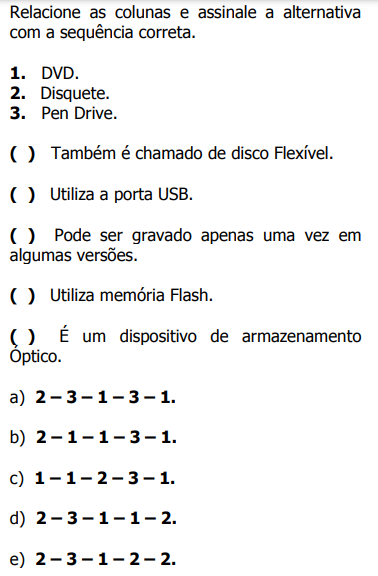 Relacione as colunas e assinale a alternativa
com a sequência correta.
1. DVD.
2. Disquete.
3. Pen Drive.
( ) Também é chamado de disco Flexível.
( ) Utiliza a porta USB.
( ) Pode ser gravado apenas uma vez em
algumas versões.
( ) Utiliza memória Flash.
( ) É um dispositivo de armazenamento
Óptico.
a) 2 – 3 – 1 – 3 – 1.
b) 2 – 1 – 1 – 3 – 1.
c) 1 – 1 – 2 – 3 – 1.
d) 2 – 3 – 1 – 1 – 2.
e) 2 – 3 – 1 – 2 – 2.